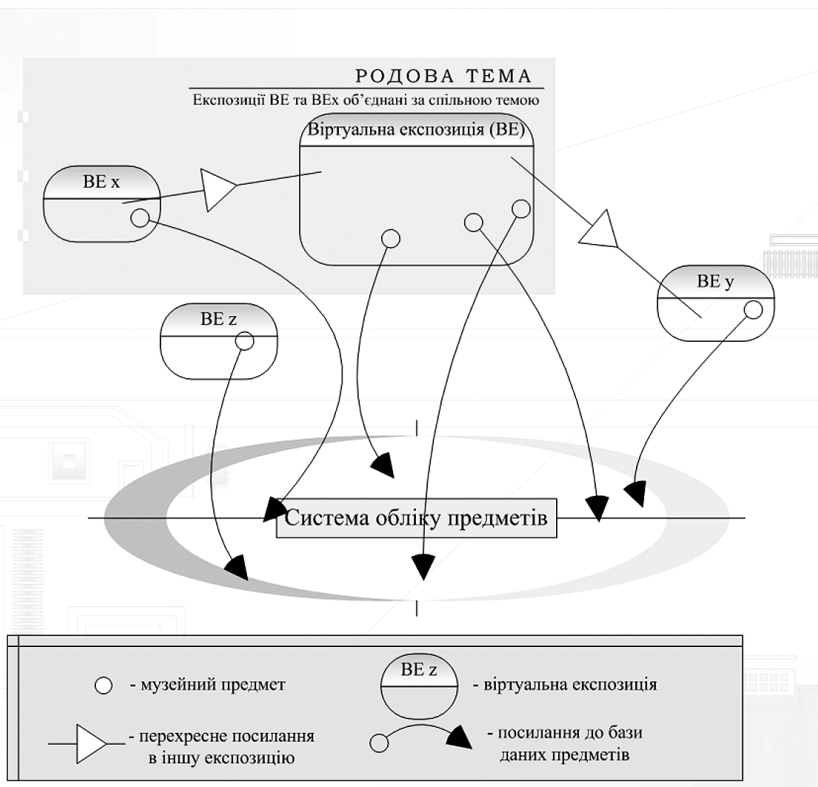 РОДОВА ТЕМА
Експозиції ВЕ та ВЕх об’єднані за спільною темою
Віртуальна експозиція (ВЕ)
ВЕ х
ВЕ у
ВЕ z
Система обліку предметів
- музейний предмет
ВЕ z
- віртуальна експозиція
- перехресне посилання
в іншу експозицію
- посилання до бази
даних предметів